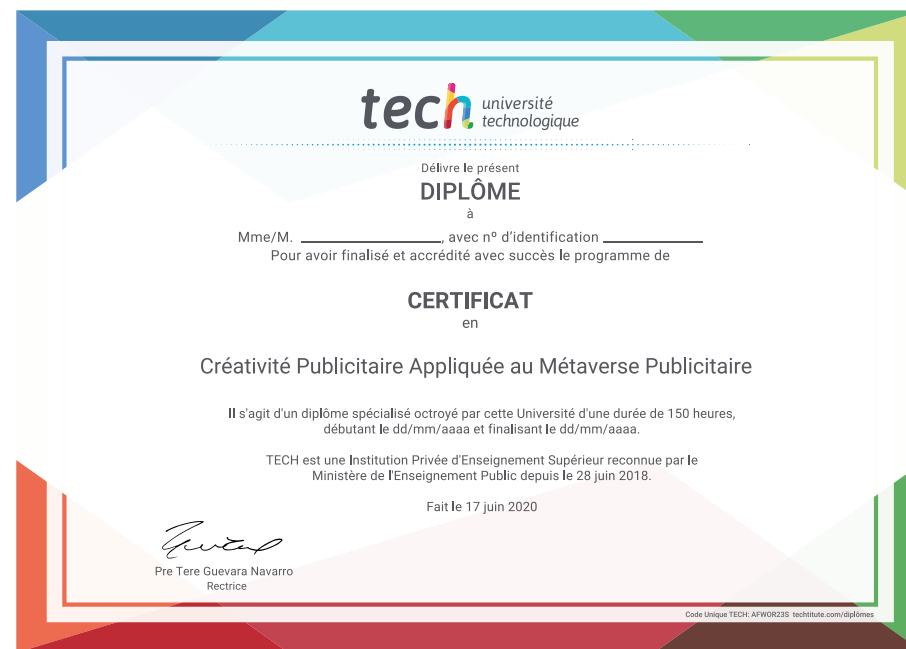 tech université
technologique
Délivre le présent
DIPLÔME
à
Mme/M. ____________________, avec nº d'identification ______________
Pour avoir finalisé et accrédité avec succès le programme de
CERTIFICAT
en
Créativité Publicitaire Appliquée au Métaverse Publicitaire
Il s'agit d'un diplôme spécialisé octroyé par cette Université d'une durée de 150 heures,
débutant le dd/mm/aaaa et finalisant le dd/mm/aaaa.
TECH est une Institution Privée d'Enseignement Supérieur reconnue par le
Ministère de l'Enseignement Public depuis le 28 juin 2018.
Fait le 17 juin 2020
Pre Tere Guevara Navarro
Rectrice
Code Unique TECH: AFWOR23S techtitute.com/diplômes